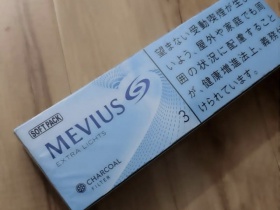 SOFT PACK
MEVIUS
EXTRA LIGHTS
CHARCOAL
FILTER
3
望まない受動喫煙が生じな
いよう、屋外や家庭でも周
囲の状況に配慮すること
が、健康増進法上、義務付
けられています。